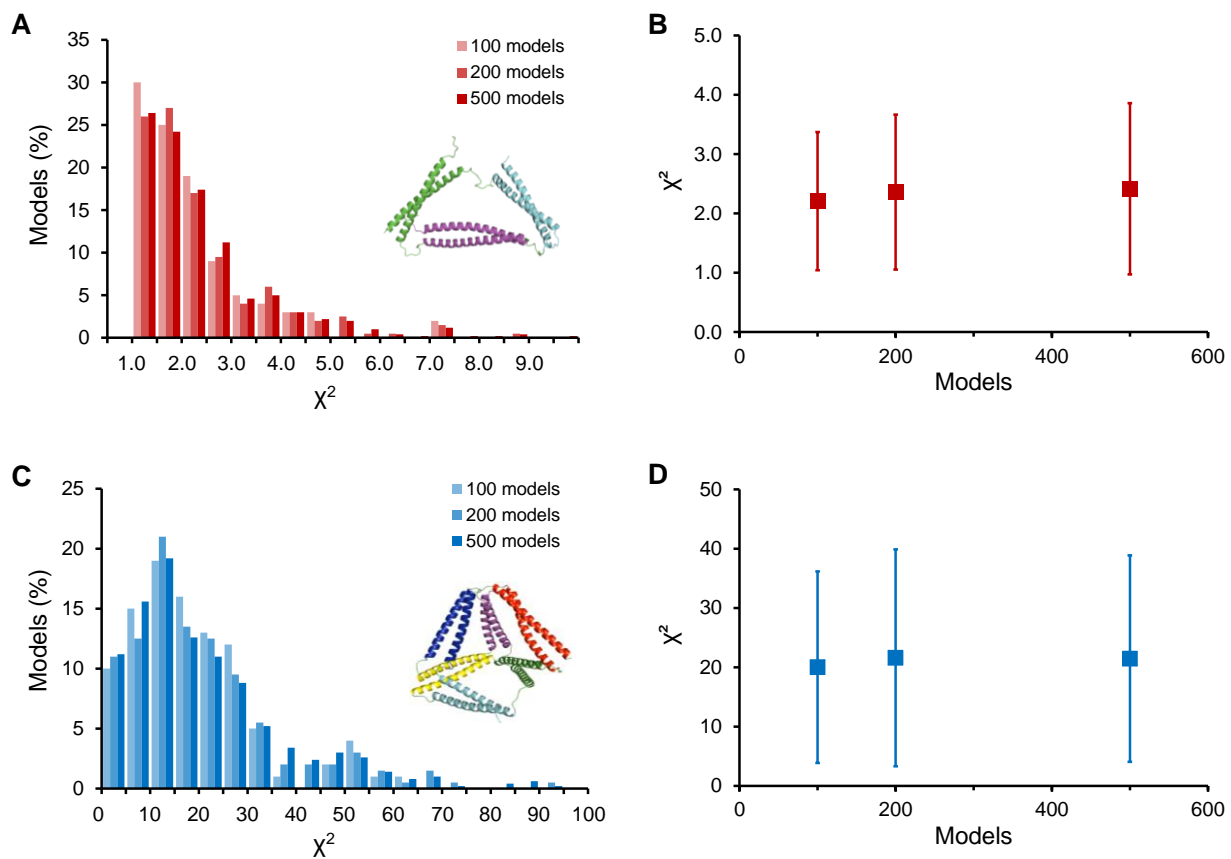 A
35
30
25
20
15
10
5
0
Models (%)
100 models
200 models
500 models
1.0 2.0 3.0 4.0 5.0 6.0 7.0 8.0 9.0
χ²
B
5.0
4.0
3.0
2.0
1.0
0.0
χ²
0 200 400 600
Models
C
25
20
15
10
5
0
Models (%)
100 models
200 models
500 models
0 10 20 30 40 50 60 70 80 90 100
χ²
D
50
40
30
20
10
0
χ²
0 200 400 600
Models